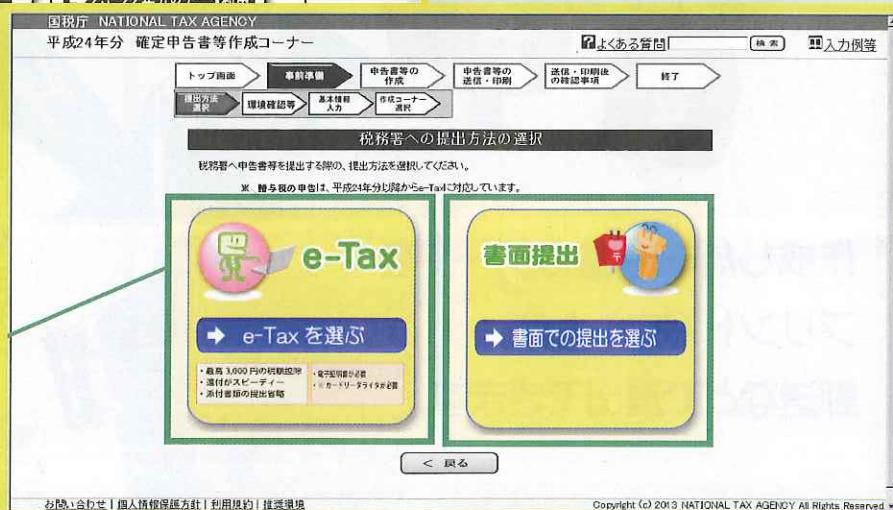 国税庁 NATIONAL TAX AGENCY
平成24年分 確定申告書等作成コーナー
よくある質問
検索
入力例等
トップ画面
事前準備
申告書等の作成
申告書等の送信・印刷
送信・印刷後の確認事項
終了
提出方法選択
環境確認等
基本情報入力
作成コーナー選択
税務署への提出方法の選択
税務署へ申告書等を提出する際の、提出方法を選択してください。
※ 贈与税の申告は、平成24年分以降からe-Taxに対応しています。
e-Tax
e-Tax を選ぶ
・最高 3,000 円の税額控除
・還付がスピーディー
・添付書類の提出省略
・電子証明書が必要
・ICカードリーダライタが必要
書面提出
書面での提出を選ぶ
< 戻る
お問い合わせ | 個人情報保護方針 | 利用規約 | 推奨環境
Copyright (c) 2013 NATIONAL TAX AGENCY All Rights Reserved